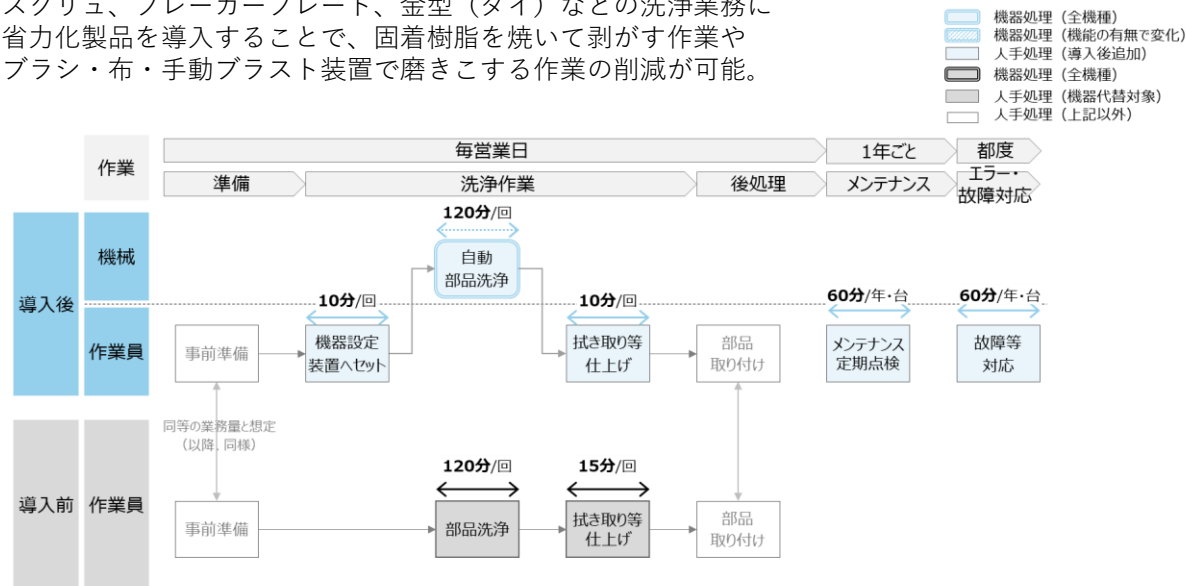 スクリュ、ブレーカープレート、金型（ダイ）などの洗浄業務に
省力化製品を導入することで、固着樹脂を焼いて剥がす作業や
ブラシ・布・手動ブラスト装置で磨きこする作業の削減が可能。
機器処理（全機種）
機器処理（機能の有無で変化）
人手処理（導入後追加）
機器処理（全機種）
人手処理（機器代替対象）
人手処理（上記以外）
作業
毎営業日
1年ごと
都度
準備
洗浄作業
後処理
メンテナンス
エラー・
故障対応
導入後
機械
120分/回
自動
部品洗浄
作業員
10分/回
10分/回
60分/年・台
60分/年・台
事前準備
機器設定
装置へセット
拭き取り等
仕上げ
部品
取り付け
メンテナンス
定期点検
故障等
対応
同等の業務量と想定
（以降、同様）
導入前
作業員
120分/回
15分/回
事前準備
部品洗浄
拭き取り等
仕上げ
部品
取り付け